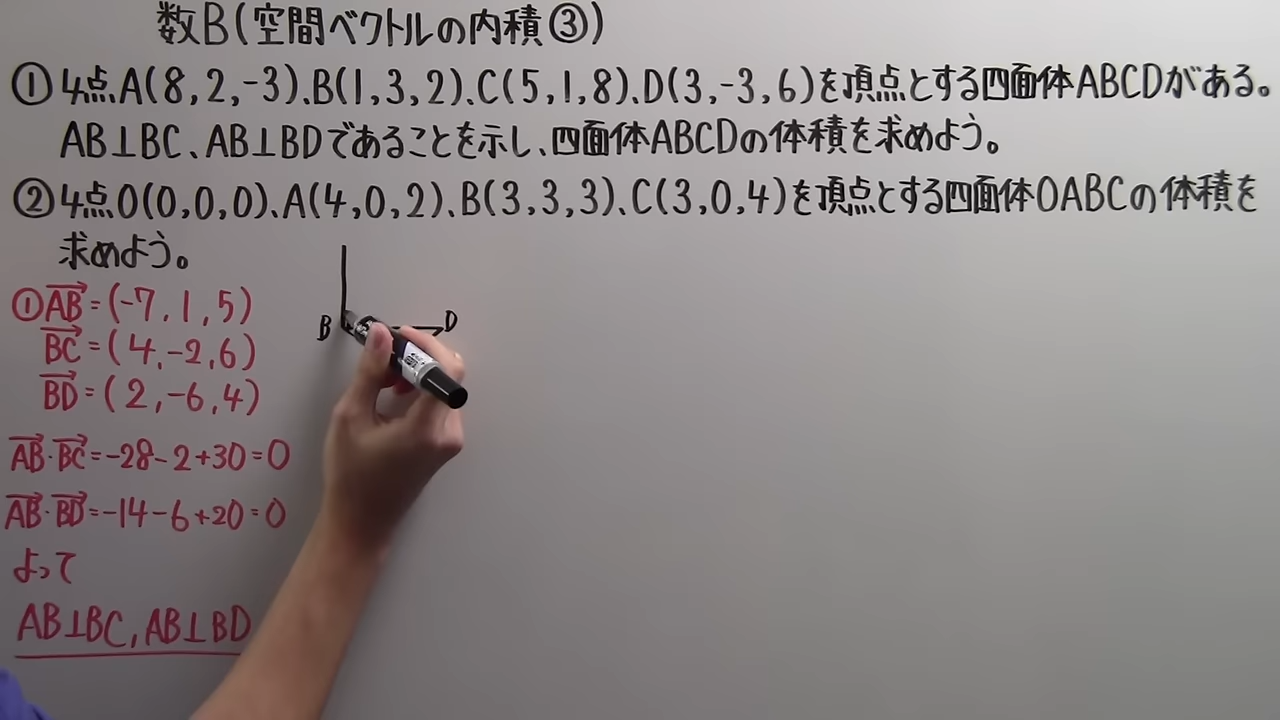 数B(空間ベクトルの内積③)
①4点A(8,2,-3)、B(1,3,2)、C(5,1,8)、D(3,-3,6)を頂点とする四面体ABCDがある。
AB⊥BC、AB⊥BDであることを示し、四面体ABCDの体積を求めよう。
②4点O(0,0,0)、A(4,0,2)、B(3,3,3)、C(3,0,4)を頂点とする四面体OABCの体積を
求めよう。
①AB=(-7,1,5)
BC=(4,-2,6)
BD=(2,-6,4)
AB·BC=-28-2+30=0
AB·BD=-14-6+20=0
よって
AB⊥BC,AB⊥BD
B
D